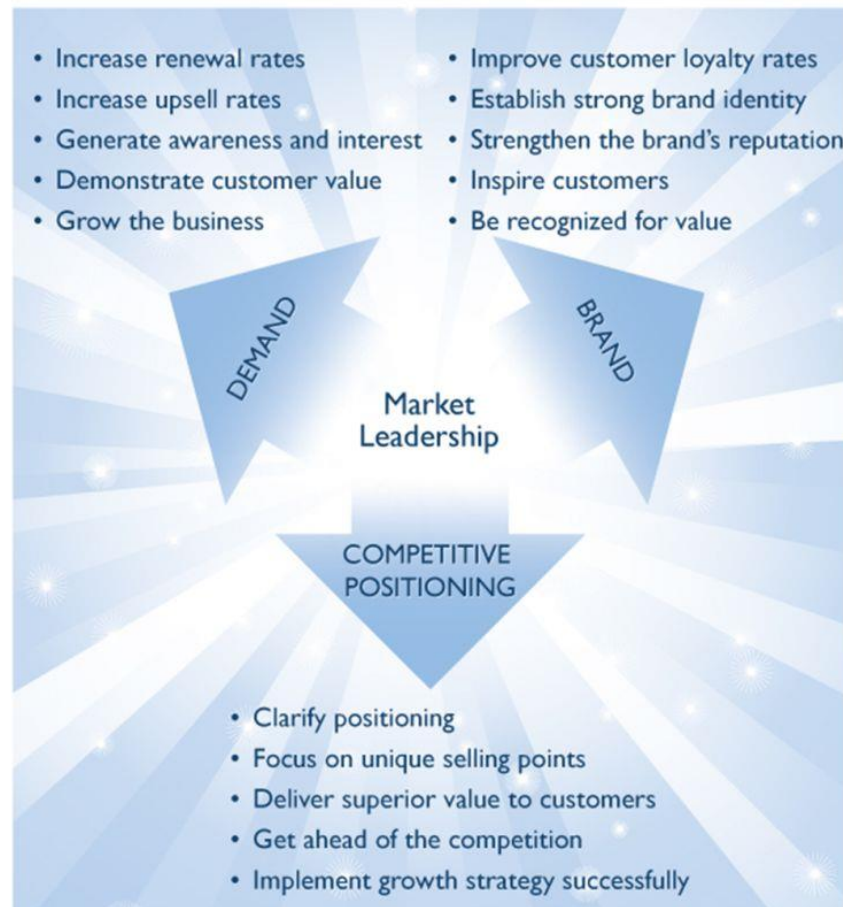 • Increase renewal rates
• Increase upsell rates
• Generate awareness and interest
• Demonstrate customer value
• Grow the business
• Improve customer loyalty rates
• Establish strong brand identity
• Strengthen the brand's reputation
• Inspire customers
• Be recognized for value
DEMAND
BRAND
Market
Leadership
COMPETITIVE
POSITIONING
• Clarify positioning
• Focus on unique selling points
• Deliver superior value to customers
• Get ahead of the competition
• Implement growth strategy successfully